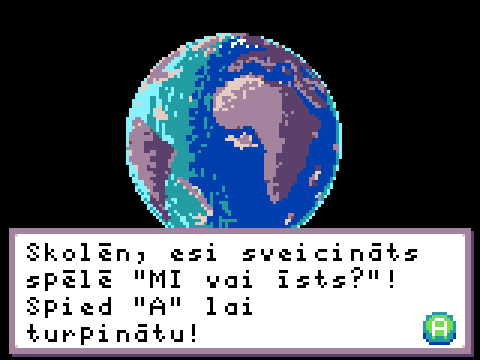 Skolēn, esi sveicināts
spēlē "MI vai īsts?"!
Spied "A" lai
turpinātu!
A